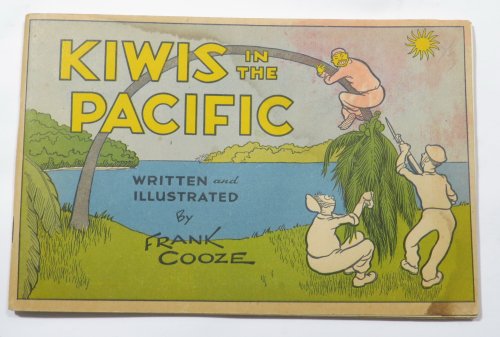 KIWIS IN THE
PACIFIC
WRITTEN and
ILLUSTRATED
By
FRANK
COOZE